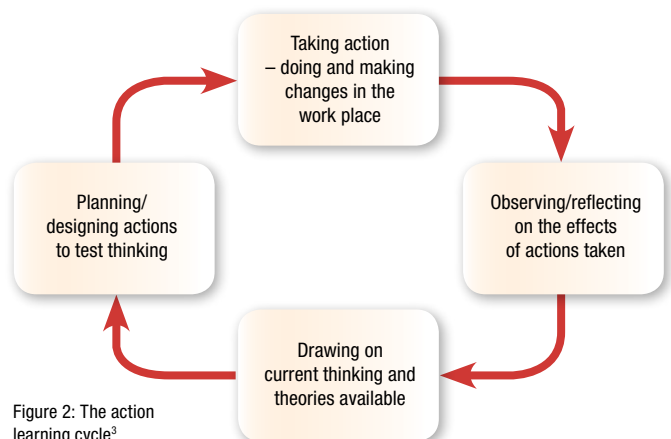 Taking action
– doing and making
changes in the
work place
Planning/
designing actions
to test thinking
Observing/reflecting
on the effects
of actions taken
Drawing on
current thinking and
theories available
Figure 2: The action
learning cycle³